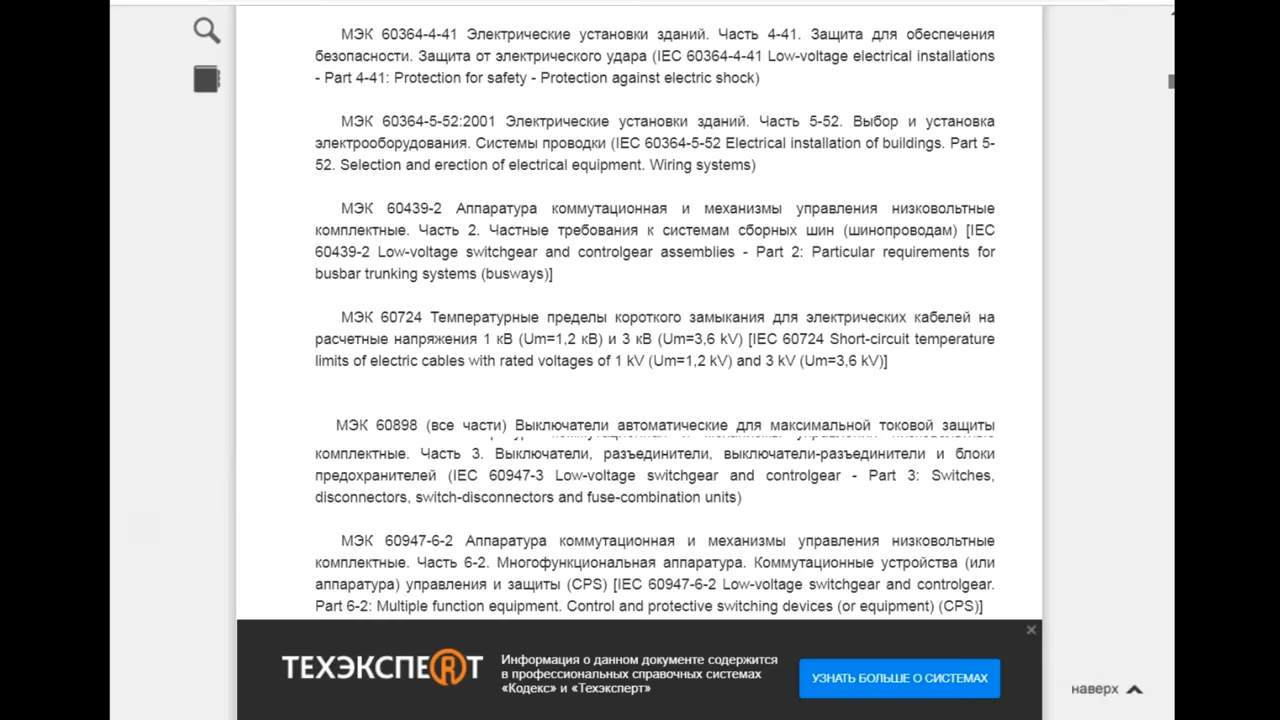 МЭК 60364-4-41 Электрические установки зданий. Часть 4-41. Защита для обеспечения
безопасности. Защита от электрического удара (IEC 60364-4-41 Low-voltage electrical installations
- Part 4-41: Protection for safety - Protection against electric shock)
МЭК 60364-5-52:2001 Электрические установки зданий. Часть 5-52. Выбор и установка
электрооборудования. Системы проводки (IEC 60364-5-52 Electrical installation of buildings. Part 5-
52. Selection and erection of electrical equipment. Wiring systems)
МЭК 60439-2 Аппаратура коммутационная и механизмы управления низковольтные
комплектные. Часть 2. Частные требования к системам сборных шин (шинопроводам) [IEC
60439-2 Low-voltage switchgear and controlgear assemblies - Part 2: Particular requirements for
busbar trunking systems (busways)]
МЭК 60724 Температурные пределы короткого замыкания для электрических кабелей на
расчетные напряжения 1 кВ (Um=1,2 кВ) и 3 кВ (Um=3,6 kV) [IEC 60724 Short-circuit temperature
limits of electric cables with rated voltages of 1 kV (Um=1,2 kV) and 3 kV (Um=3,6 kV)]
МЭК 60898 (все части) Выключатели автоматические для максимальной токовой защиты
комплектные. Часть 3. Выключатели, разъединители, выключатели-разъединители и блоки
предохранителей (IEC 60947-3 Low-voltage switchgear and controlgear - Part 3: Switches,
disconnectors, switch-disconnectors and fuse-combination units)
МЭК 60947-6-2 Аппаратура коммутационная и механизмы управления низковольтные
комплектные. Часть 6-2. Многофункциональная аппаратура. Коммутационные устройства (или
аппаратура) управления и защиты (CPS) [IEC 60947-6-2 Low-voltage switchgear and controlgear.
Part 6-2: Multiple function equipment. Control and protective switching devices (or equipment) (CPS)]
ТЕХЭКСПЕRТ
Информация о данном документе содержится
в профессиональных справочных системах
«Кодекс» и «Техэксперт»
УЗНАТЬ БОЛЬШЕ О СИСТЕМАХ
наверх